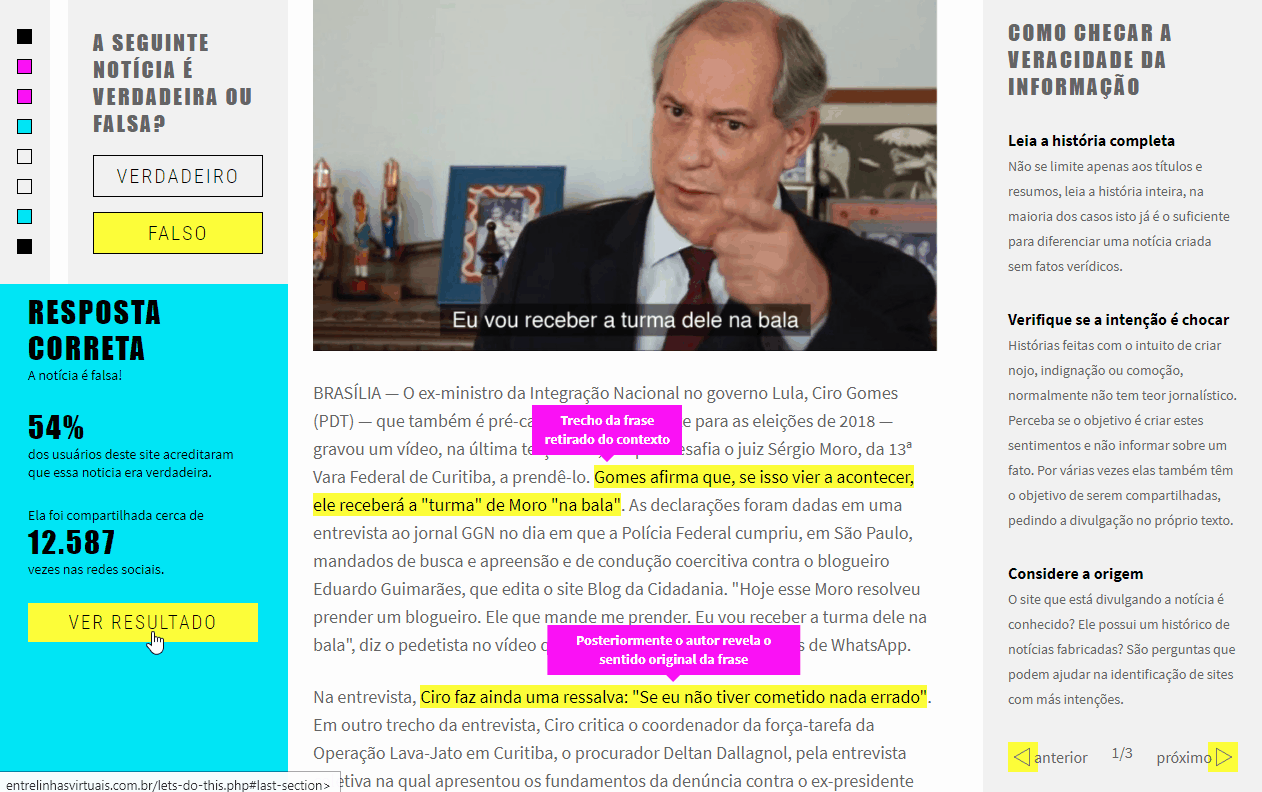 A SEGUINTE
NOTÍCIA É
VERDADEIRA OU
FALSA?
VERDADEIRO
FALSO
RESPOSTA
CORRETA
A notícia é falsa!
54%
dos usuários deste site acreditaram
que essa noticia era verdadeira.
Ela foi compartilhada cerca de
12.587
vezes nas redes sociais.
VER RESULTADO
entrelinhasvirtuais.com.br/lets-do-this.php#last-section>
Eu vou receber a turma dele na bala
BRASÍLIA — O ex-ministro da Integração Nacional no governo Lula, Ciro Gomes
(PDT) — que também é e para as eleições de 2018 —
Trecho da frase
retirado do contexto
gravou um vídeo, na última o juiz Sérgio Moro, da 13ª
Vara Federal de Curitiba, a prendê-lo. Gomes afirma que, se isso vier a acontecer,
ele receberá a "turma" de Moro "na bala". As declarações foram dadas em uma
entrevista ao jornal GGN no dia em que a Polícia Federal cumpriu, em São Paulo,
mandados de busca e apreensão e de condução coercitiva contra o blogueiro
Eduardo Guimarães, que edita o site Blog da Cidadania. "Hoje esse Moro resolveu
prender um blogueiro. Ele que mande me prender. Eu vou receber a turma dele na
Posteriormente o autor revela o
sentido original da frase
bala", diz o pedetista no vídeo de WhatsApp.
Na entrevista, Ciro faz ainda uma ressalva: "Se eu não tiver cometido nada errado".
Em outro trecho da entrevista, Ciro critica o coordenador da força-tarefa da
Operação Lava-Jato em Curitiba, o procurador Deltan Dallagnol, pela entrevista
etiva na qual apresentou os fundamentos da denúncia contra o ex-presidente
COMO CHECAR A
VERACIDADE DA
INFORMAÇÃO
Leia a história completa
Não se limite apenas aos títulos e
resumos, leia a história inteira, na
maioria dos casos isto já é o suficiente
para diferenciar uma notícia criada
sem fatos verídicos.
Verifique se a intenção é chocar
Histórias feitas com o intuito de criar
nojo, indignação ou comoção,
normalmente não tem teor jornalístico.
Perceba se o objetivo é criar estes
sentimentos e não informar sobre um
fato. Por várias vezes elas também têm
o objetivo de serem compartilhadas,
pedindo a divulgação no próprio texto.
Considere a origem
O site que está divulgando a notícia é
conhecido? Ele possui um histórico de
notícias fabricadas? São perguntas que
podem ajudar na identificação de sites
com más intenções.
anterior 1/3 próximo